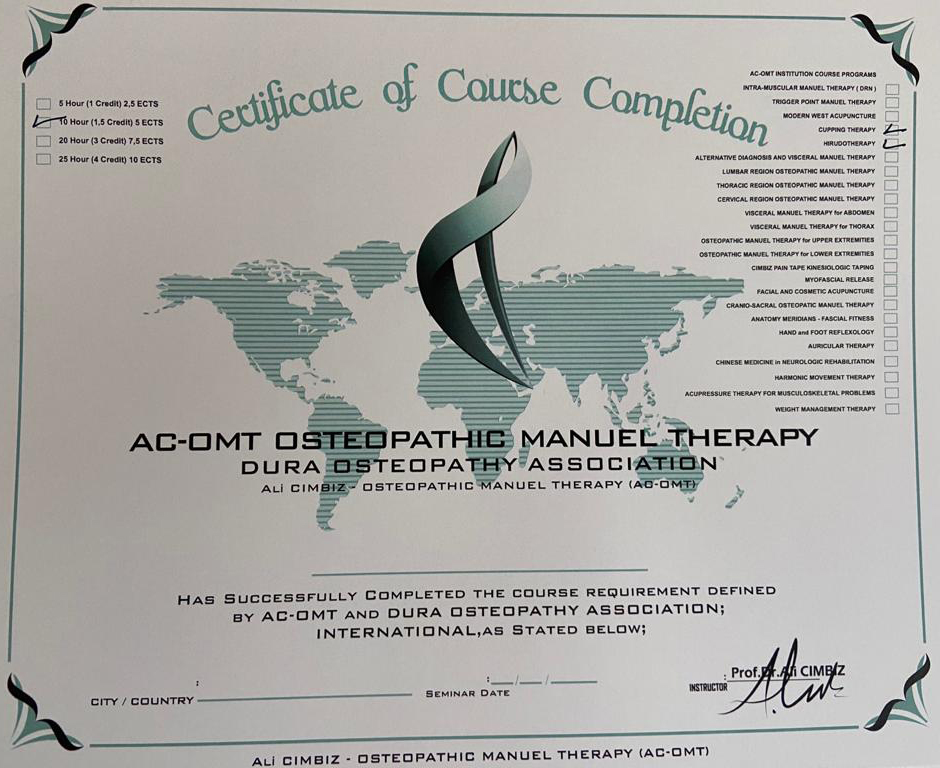 Certificate of Course Completion
5 Hour (1 Credit) 2,5 ECTS
10 Hour (1,5 Credit) 5 ECTS
20 Hour (3 Credit) 7,5 ECTS
25 Hour (4 Credit) 10 ECTS
AC-OMT INSTITUTION COURSE PROGRAMS
INTRA-MUSCULAR MANUEL THERAPY ( DRN )
TRIGGER POINT MANUEL THERAPY
MODERN WEST ACUPUNCTURE
CUPPING THERAPY
HIRUDOTHERAPY
ALTERNATIVE DIAGNOSIS AND VISCERAL MANUEL THERAPY
LUMBAR REGION OSTEOPATHIC MANUEL THERAPY
THORACIC REGION OSTEOPATHIC MANUEL THERAPY
CERVICAL REGION OSTEOPATHIC MANUEL THERAPY
VISCERAL MANUEL THERAPY for ABDOMEN
VISCERAL MANUEL THERAPY for THORAX
OSTEOPATHIC MANUEL THERAPY for UPPER EXTREMITIES
OSTEOPATHIC MANUEL THERAPY for LOWER EXTREMITIES
CIMBIZ PAIN TAPE KINESIOLOGIC TAPING
MYOFASCIAL RELEASE
FACIAL AND COSMETIC ACUPUNCTURE
CRANIO-SACRAL OSTEOPATIC MANUEL THERAPY
ANATOMY MERIDIANS - FASCIAL FITNESS
HAND and FOOT REFLEXOLOGY
AURICULAR THERAPY
CHINESE MEDICINE in NEUROLOGIC REHABILITATION
HARMONIC MOVEMENT THERAPY
ACUPRESSURE THERAPY FOR MUSCULOSKELETAL PROBLEMS
WEIGHT MANAGEMENT THERAPY
AC-OMT OSTEOPATHIC MANUEL THERAPY
DURA OSTEOPATHY ASSOCIATION
ALİ CIMBIZ - OSTEOPATHIC MANUEL THERAPY (AC-OMT)
HAS SUCCESSFULLY COMPLETED THE COURSE REQUIREMENT DEFINED
BY AC-OMT AND DURA OSTEOPATHY ASSOCIATION;
INTERNATIONAL,AS STATED BELOW;
CITY / COUNTRY :
SEMINAR DATE : __/__/____
INSTRUCTOR : Prof.Dr.Ali CIMBIZ
ALİ CIMBIZ - OSTEOPATHIC MANUEL THERAPY (AC-OMT)